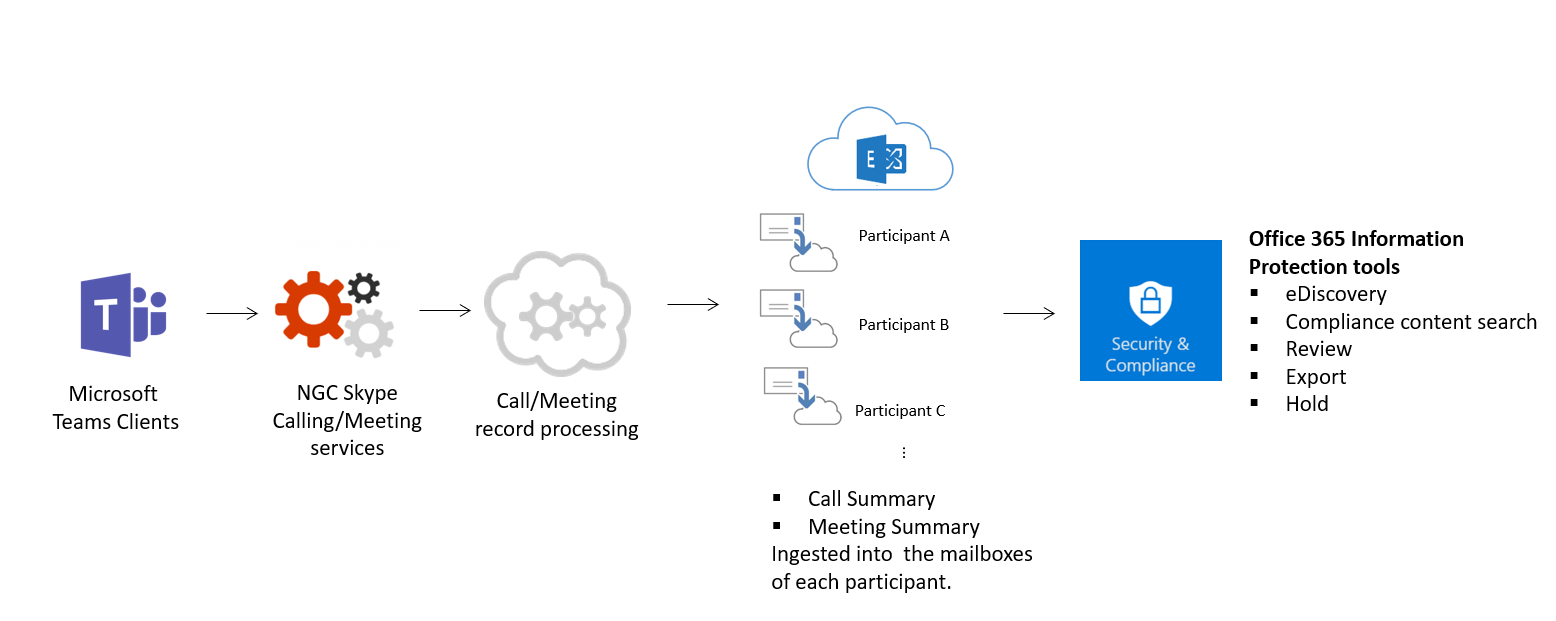 Microsoft
Teams Clients
NGC Skype
Calling/Meeting
services
Call/Meeting
record processing
E
Participant A
Participant B
Participant C
⋮
▪ Call Summary
▪ Meeting Summary
Ingested into the mailboxes
of each participant.
T
Security &
Compliance
Office 365 Information
Protection tools
▪ eDiscovery
▪ Compliance content search
▪ Review
▪ Export
▪ Hold